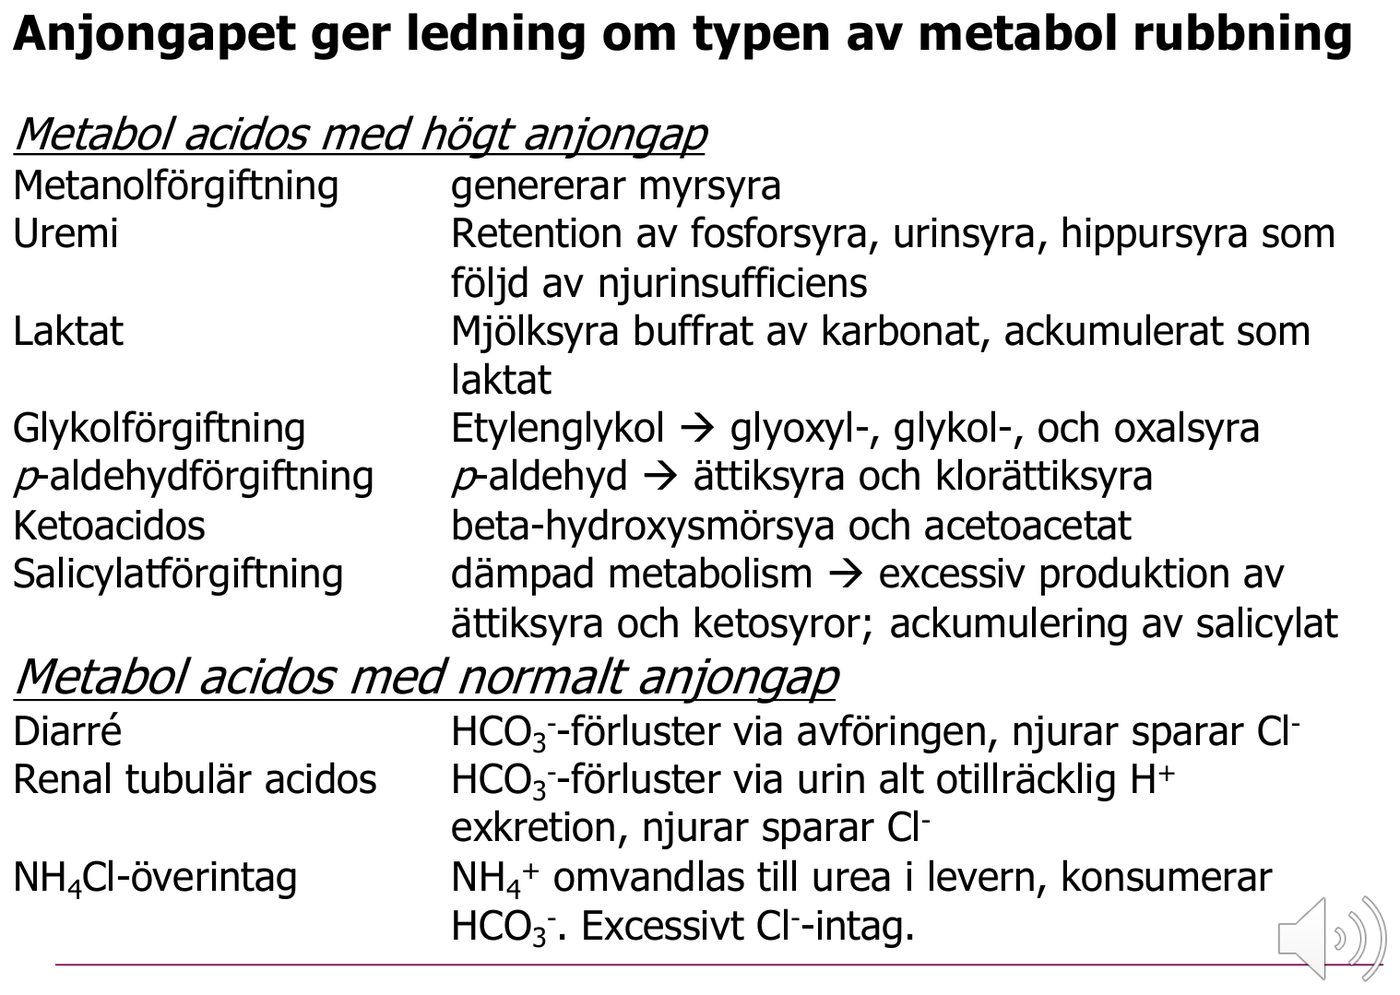 Anjongapet ger ledning om typen av metabol rubbning
Metabol acidos med högt anjongap
Metanolförgiftning genererar myrsyra
Uremi Retention av fosforsyra, urinsyra, hippursyra som
följd av njurinsufficiens
Laktat Mjölksyra buffrat av karbonat, ackumulerat som
laktat
Glykolförgiftning Etylenglykol → glyoxyl-, glykol-, och oxalsyra
p-aldehydförgiftning p-aldehyd → ättiksyra och klorättiksyra
Ketoacidos beta-hydroxysmörsya och acetoacetat
Salicylatförgiftning dämpad metabolism → excessiv produktion av
ättiksyra och ketosyror; ackumulering av salicylat
Metabol acidos med normalt anjongap
Diarré HCO₃⁻-förluster via avföringen, njurar sparar Cl⁻
Renal tubulär acidos HCO₃⁻-förluster via urin alt otillräcklig H⁺
exkretion, njurar sparar Cl⁻
NH₄Cl-överintag NH₄⁺ omvandlas till urea i levern, konsumerar
HCO₃⁻. Excessivt Cl⁻-intag.